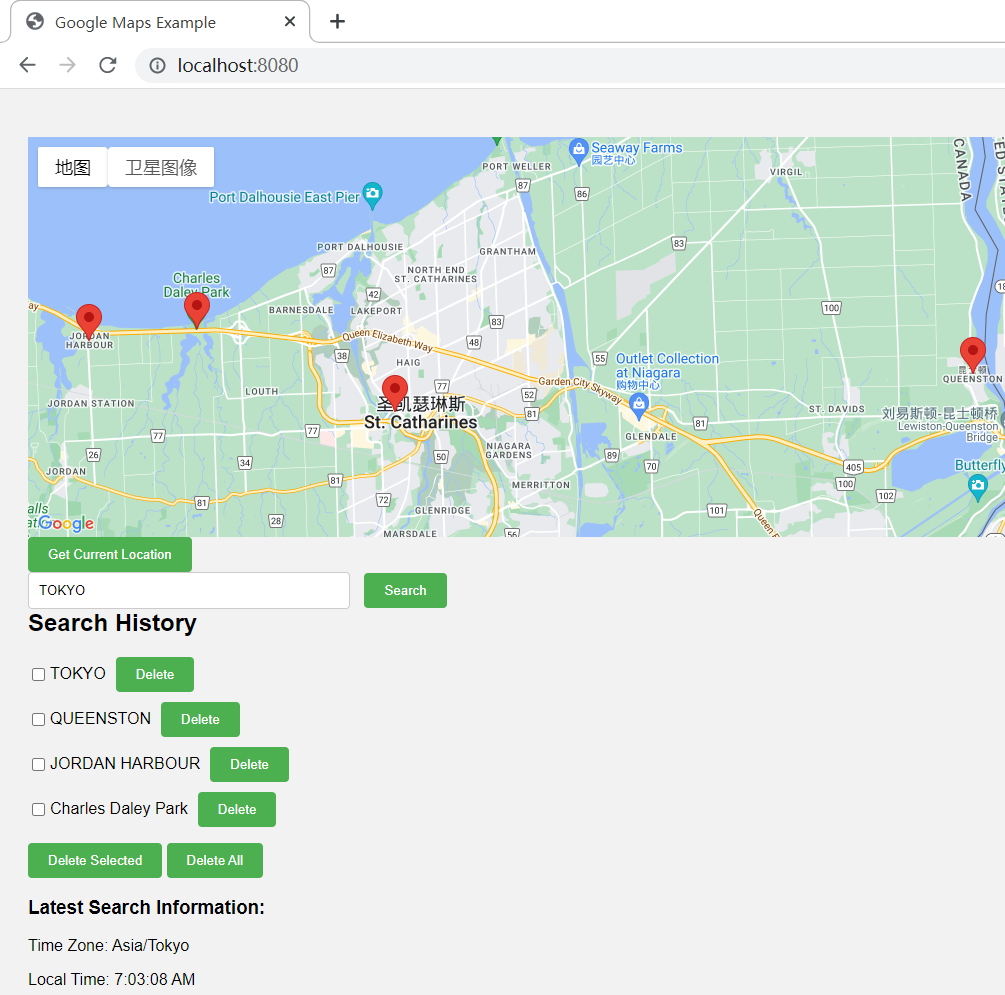 Google Maps Example
localhost:8080
地图
卫星图像
Seaway Farms
园艺中心
PORT WELLER
87
86
VIRGIL
CANADA
Port Dalhousie East Pier
PORT DALHOUSIE
GRANTHAM
83
87
NORTH END
ST. CATHARINES
Charles
Daley Park
42
100
BARNESDALE
LAKEPORT
83
JORDAN
HARBOUR
Queen Elizabeth Way
48
38
HAIG
55
Outlet Collection
at Niagara
购物中心
昆士顿
QUEENSTON
LOUTH
77
Garden City Skyway
52
JORDAN STATION
圣凯瑟琳斯
St. Catharines
81
ST. DAVIDS
刘易斯顿-昆士顿桥
Lewiston-Queenston
Bridge
77
77
81
GLENDALE
NIAGARA
GARDENS
26
34
50
89
70
405
Butterfly
JORDAN
81
MERRITTON
100
102
81
72
GLENRIDGE
101
Queen
alls
Google
28
MARSDALE
56
Get Current Location
TOKYO
Search
Search History
TOKYO Delete
QUEENSTON Delete
JORDAN HARBOUR Delete
Charles Daley Park Delete
Delete Selected Delete All
Latest Search Information:
Time Zone: Asia/Tokyo
Local Time: 7:03:08 AM